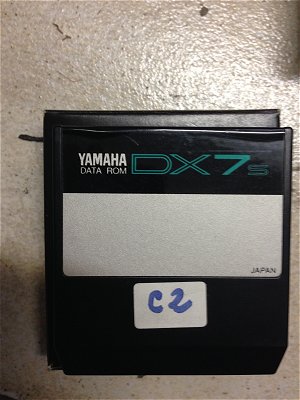 YAMAHA DX7s
DATA ROM
JAPAN
C2